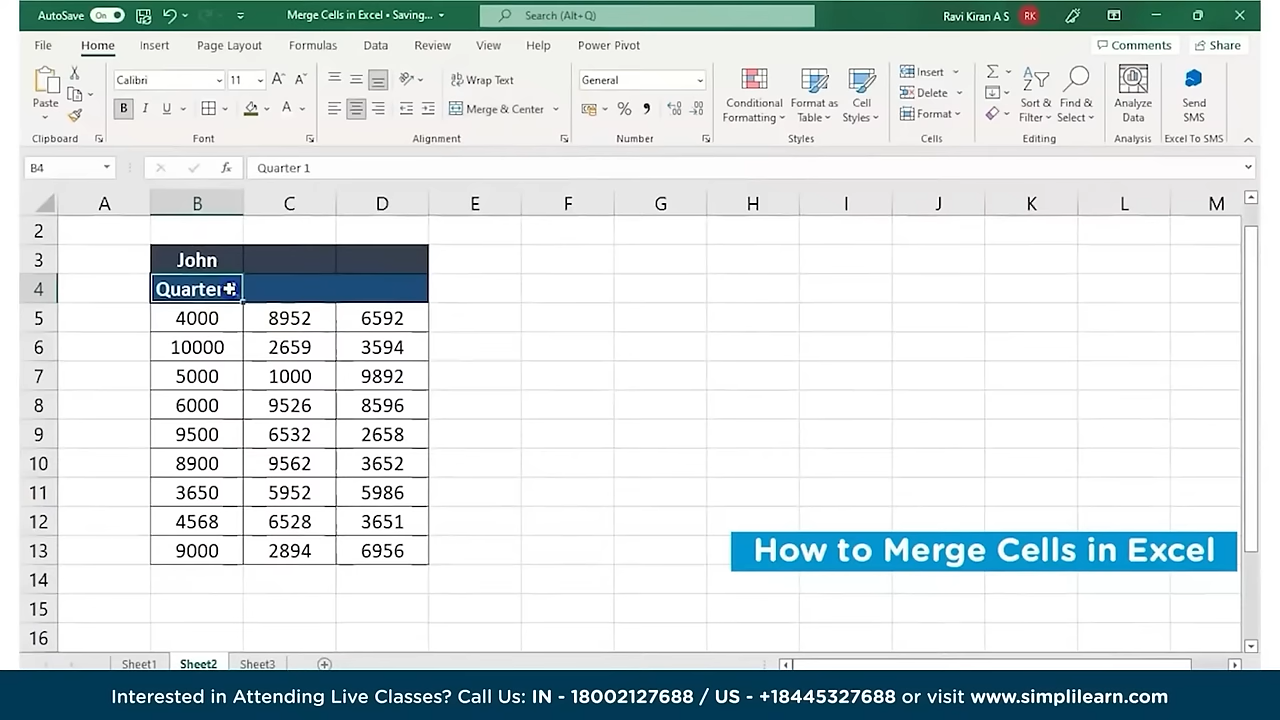 AutoSave On Merge Cells in Excel • Saving... Search (Alt+Q) Ravi Kiran A S RK
File Home Insert Page Layout Formulas Data Review View Help Power Pivot Comments Share
Paste Calibri 11 A A Wrap Text General Conditional Formatting Format as Table Cell Styles Insert Delete Format Sort & Filter Find & Select Analyze Data Send SMS
B I U A Merge & Center % ,
Clipboard Font Alignment Number Styles Cells Editing Analysis Excel To SMS
B4 fx Quarter 1
A B C D E F G H I J K L M
2
3 John
4 Quarter
5 4000 8952 6592
6 10000 2659 3594
7 5000 1000 9892
8 6000 9526 8596
9 9500 6532 2658
10 8900 9562 3652
11 3650 5952 5986
12 4568 6528 3651
13 9000 2894 6956
How to Merge Cells in Excel
14
15
16
Sheet1 Sheet2 Sheet3
Interested in Attending Live Classes? Call Us: IN - 18002127688 / US - +18445327688 or visit www.simplilearn.com